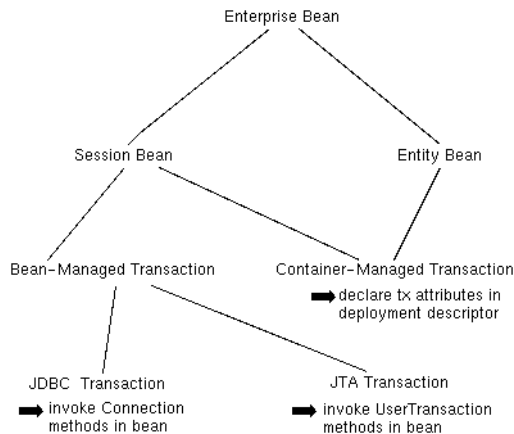 Enterprise Bean
Session Bean
Entity Bean
Bean-Managed Transaction
Container-Managed Transaction
declare tx attributes in
deployment descriptor
JDBC Transaction
invoke Connection
methods in bean
JTA Transaction
invoke UserTransaction
methods in bean